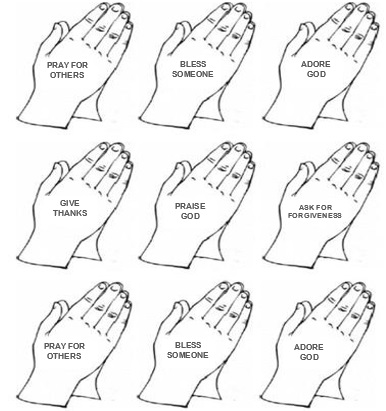 PRAY FOR
OTHERS
BLESS
SOMEONE
ADORE
GOD
GIVE
THANKS
PRAISE
GOD
ASK FOR
FORGIVENESS
PRAY FOR
OTHERS
BLESS
SOMEONE
ADORE
GOD